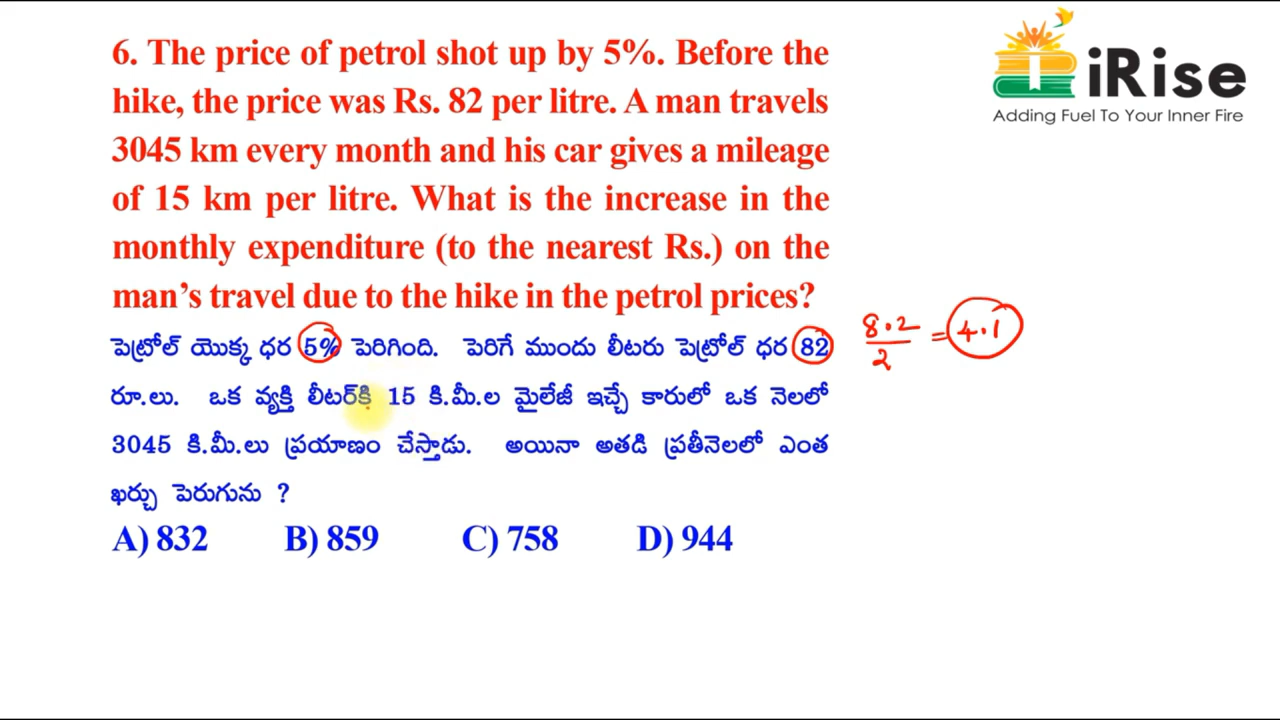 6. The price of petrol shot up by 5%. Before the
hike, the price was Rs. 82 per litre. A man travels
3045 km every month and his car gives a mileage
of 15 km per litre. What is the increase in the
monthly expenditure (to the nearest Rs.) on the
man's travel due to the hike in the petrol prices?
పెట్రోల్ యొక్క ధర 5% పెరిగింది. పెరిగే ముందు లీటరు పెట్రోల్ ధర 82
రూ.లు. ఒక వ్యక్తి లీటర్‌కి 15 కి.మీ.ల మైలేజీ ఇచ్చే కారులో ఒక నెలలో
3045 కి.మీ.లు ప్రయాణం చేస్తాడు. అయినా అతడి ప్రతీనెలలో ఎంత
ఖర్చు పెరుగును ?
A) 832 B) 859 C) 758 D) 944
8.2/2 = 4.1
iRise
Adding Fuel To Your Inner Fire